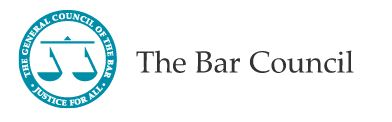 THE GENERAL COUNCIL OF THE BAR
· JUSTICE FOR ALL ·
The Bar Council